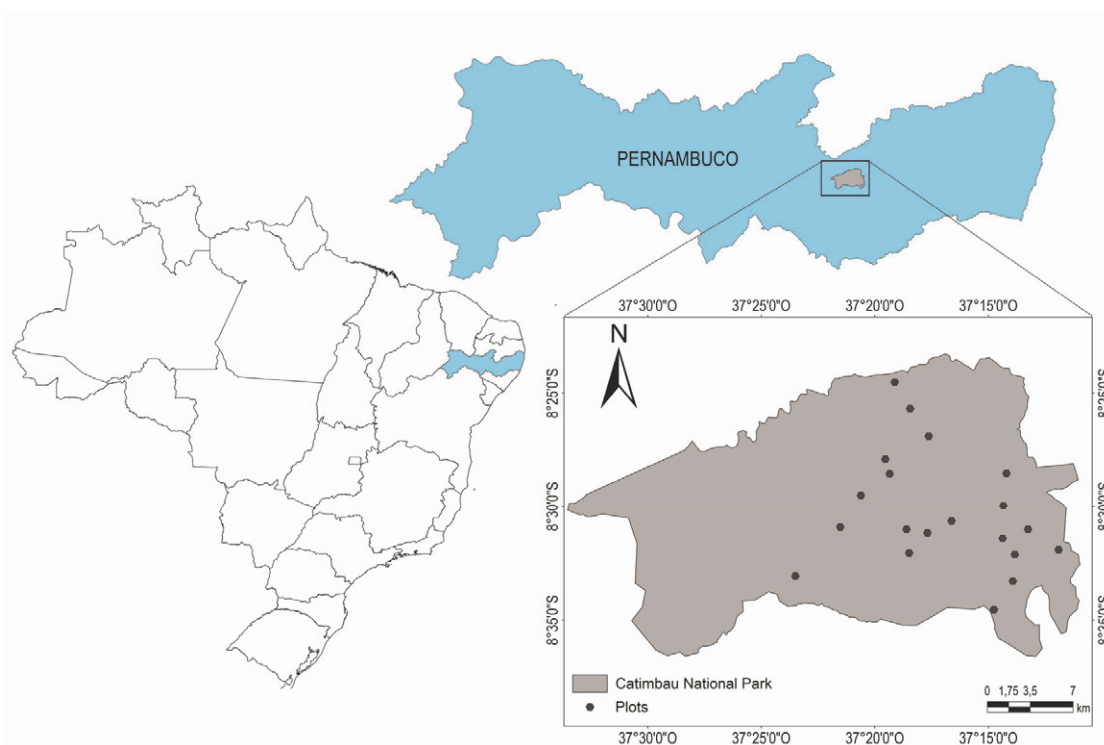 PERNAMBUCO
37°30'0"O 37°25'0"O 37°20'0"O 37°15'0"O
N
8°25'0"S 8°25'0"S
8°30'0"S 8°30'0"S
8°35'0"S 8°35'0"S
Catimbau National Park
Plots
0 1,75 3,5 7
km
37°30'0"O 37°25'0"O 37°20'0"O 37°15'0"O